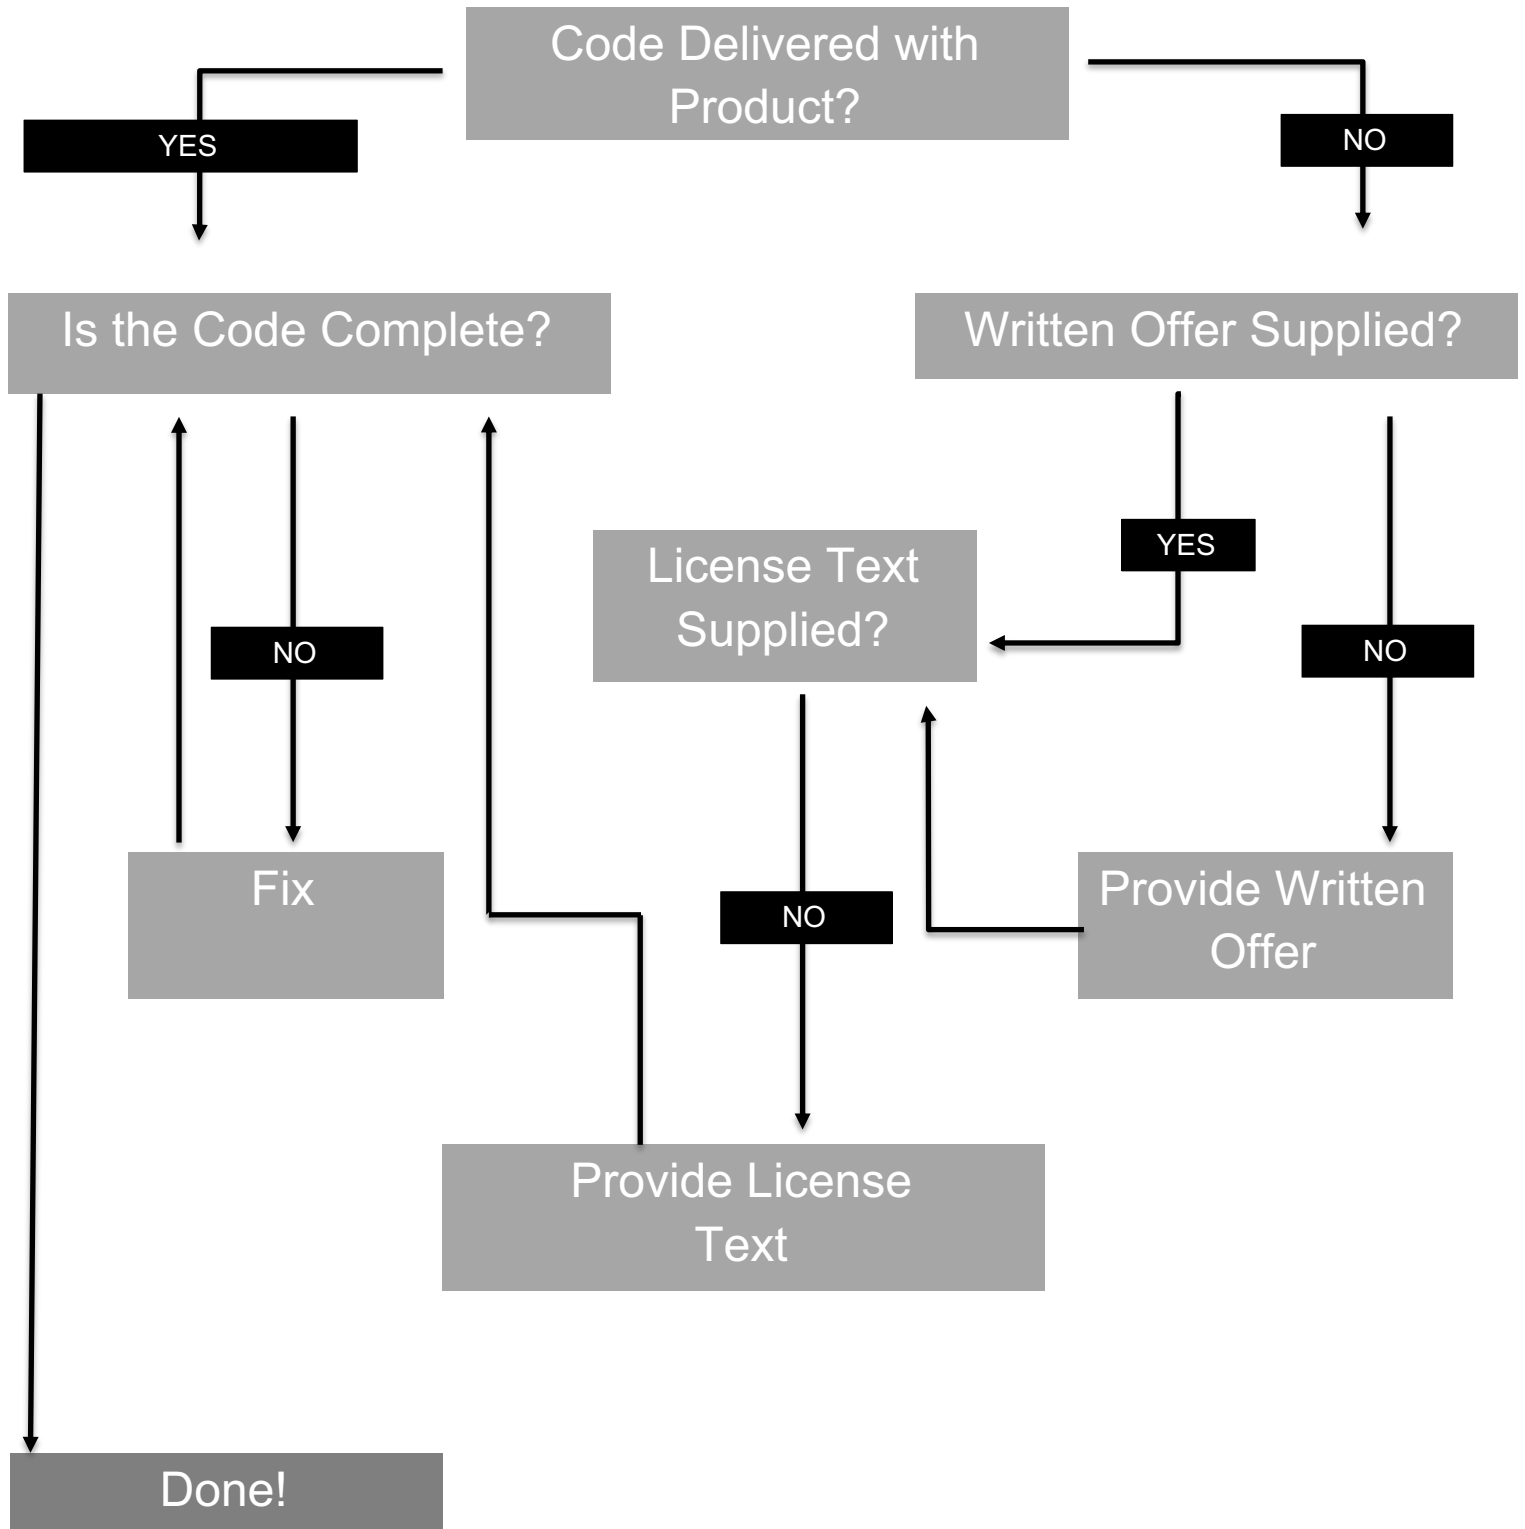 Code Delivered with
Product?
YES
NO
Is the Code Complete?
Written Offer Supplied?
License Text
Supplied?
YES
NO
NO
Fix
Provide Written
Offer
NO
Provide License
Text
Done!